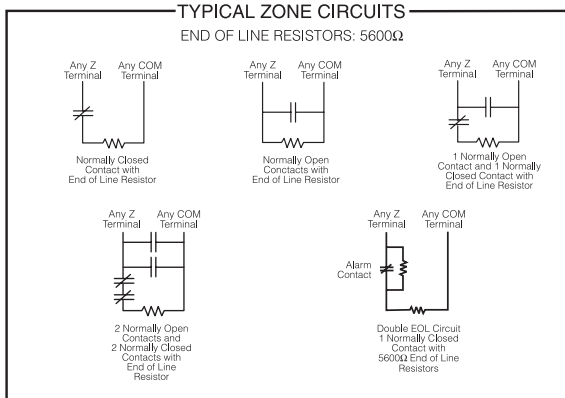 TYPICAL ZONE CIRCUITS
END OF LINE RESISTORS: 5600Ω
Any Z
Terminal
Any COM
Terminal
Normally Closed
Contact with
End of Line Resistor
Any Z
Terminal
Any COM
Terminal
Normally Open
Conctacts with
End of Line Resistor
Any Z
Terminal
Any COM
Terminal
1 Normally Open
Contact and 1 Normally
Closed Contact with
End of Line Resistor
Any Z
Terminal
Any COM
Terminal
2 Normally Open
Contacts and
2 Normally Closed
Contacts with
End of Line
Resistor
Any Z
Terminal
Any COM
Terminal
Alarm
Contact
Double EOL Circuit
1 Normally Closed
Contact with
5600Ω End of Line
Resistors